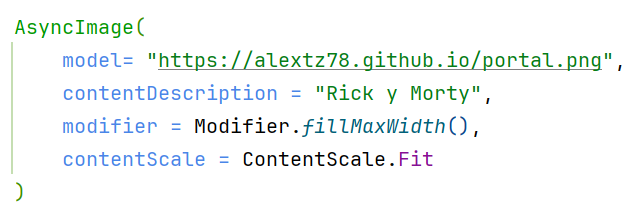 AsyncImage(
    model= "https://alextz78.github.io/portal.png",
    contentDescription = "Rick y Morty",
    modifier = Modifier.fillMaxWidth(),
    contentScale = ContentScale.Fit
)